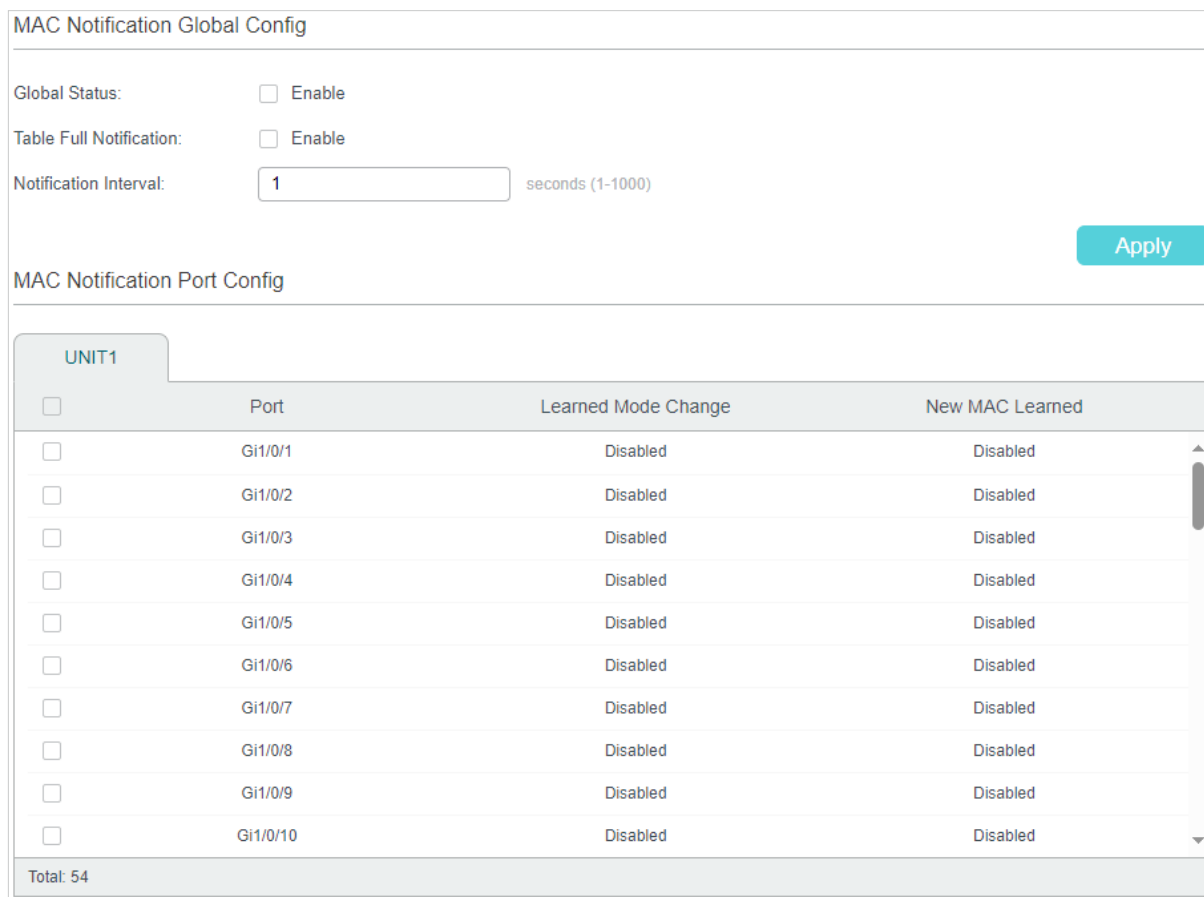 MAC Notification Global Config
Global Status: Enable
Table Full Notification: Enable
Notification Interval: 1 seconds (1-1000)
Apply
MAC Notification Port Config
UNIT1
Port Learned Mode Change New MAC Learned
Gi1/0/1 Disabled Disabled
Gi1/0/2 Disabled Disabled
Gi1/0/3 Disabled Disabled
Gi1/0/4 Disabled Disabled
Gi1/0/5 Disabled Disabled
Gi1/0/6 Disabled Disabled
Gi1/0/7 Disabled Disabled
Gi1/0/8 Disabled Disabled
Gi1/0/9 Disabled Disabled
Gi1/0/10 Disabled Disabled
Total: 54